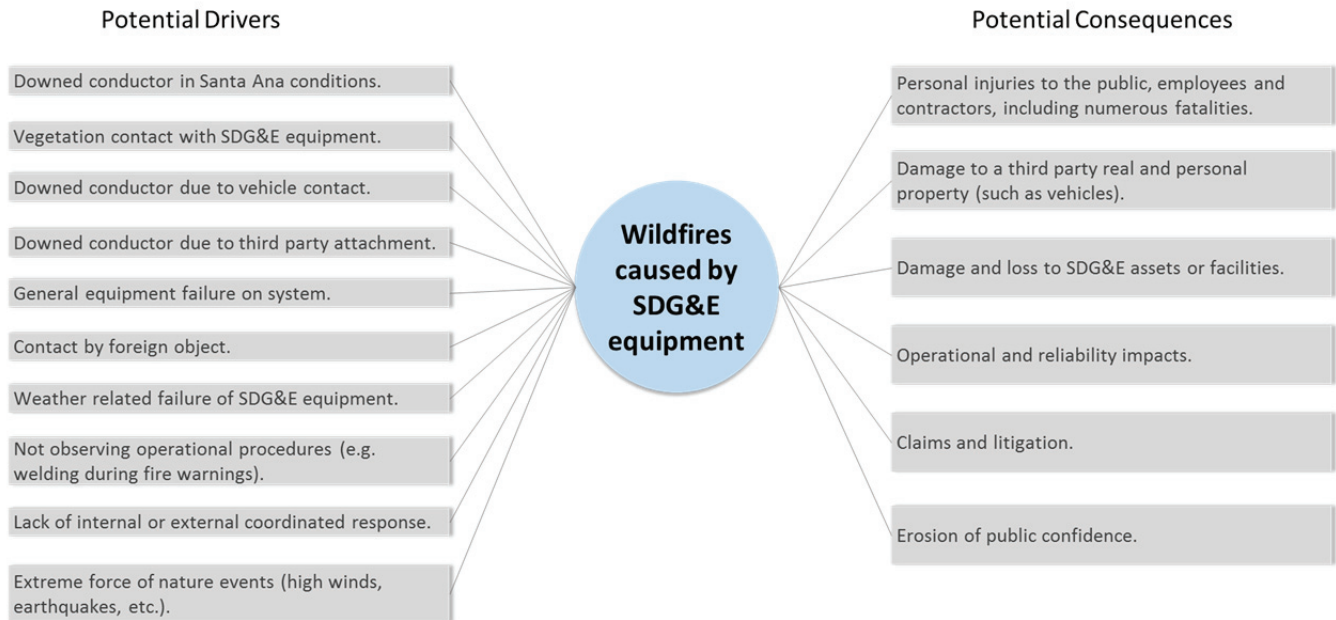 Potential Drivers
Downed conductor in Santa Ana conditions.
Vegetation contact with SDG&E equipment.
Downed conductor due to vehicle contact.
Downed conductor due to third party attachment.
General equipment failure on system.
Contact by foreign object.
Weather related failure of SDG&E equipment.
Not observing operational procedures (e.g.
welding during fire warnings).
Lack of internal or external coordinated response.
Extreme force of nature events (high winds,
earthquakes, etc.).
Wildfires
caused by
SDG&E
equipment
Potential Consequences
Personal injuries to the public, employees and
contractors, including numerous fatalities.
Damage to a third party real and personal
property (such as vehicles).
Damage and loss to SDG&E assets or facilities.
Operational and reliability impacts.
Claims and litigation.
Erosion of public confidence.